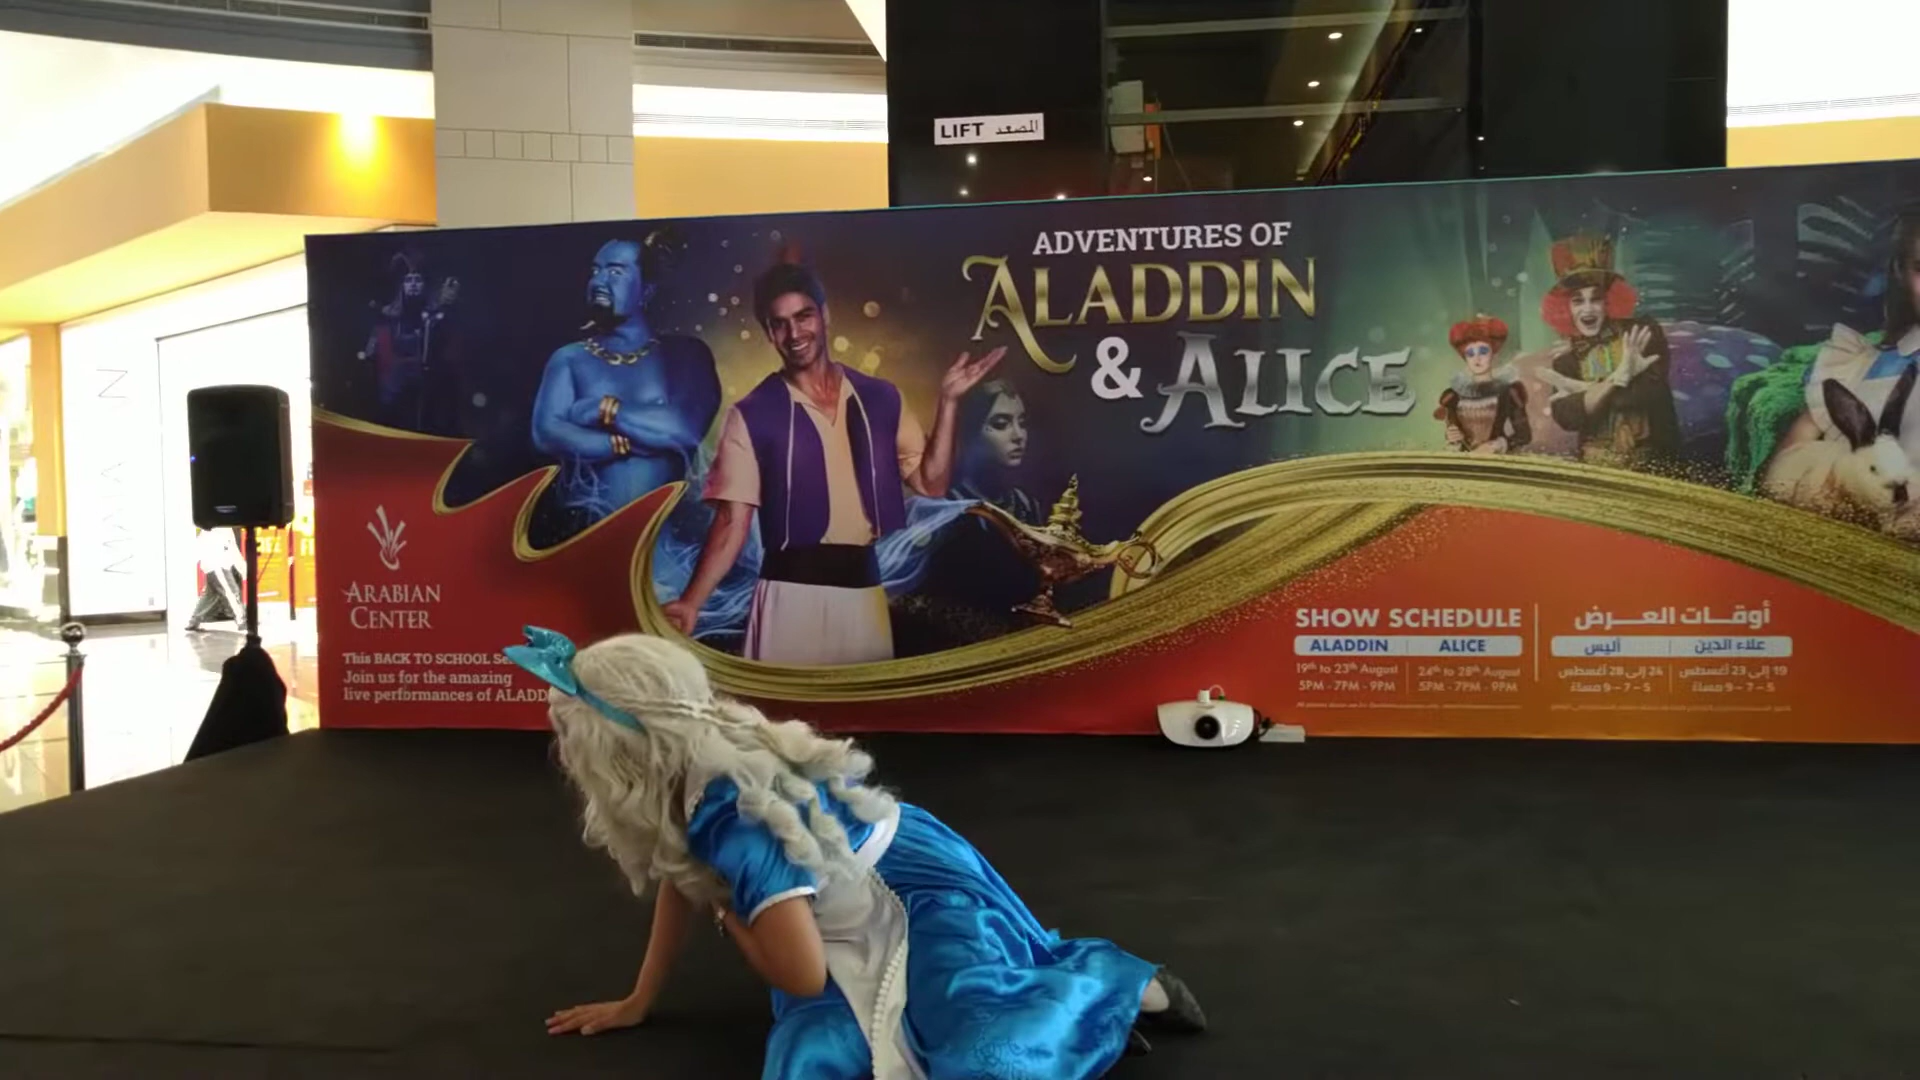 LIFT المصعد
ADVENTURES OF
ALADDIN
& ALICE
ARABIAN
CENTER
This BACK TO SCHOOL
Join us for the amazing
live performances of
SHOW SCHEDULE
ALADDIN ALICE
19th to 23th August 24th to 28th August
5PM - 7PM - 9PM 5PM - 7PM - 9PM
أوقات العرض
علاء الدين أليس
19 إلى 23 أغسطس 24 إلى 28 أغسطس
5 - 7 - 9 مساءً 5 - 7 - 9 مساءً